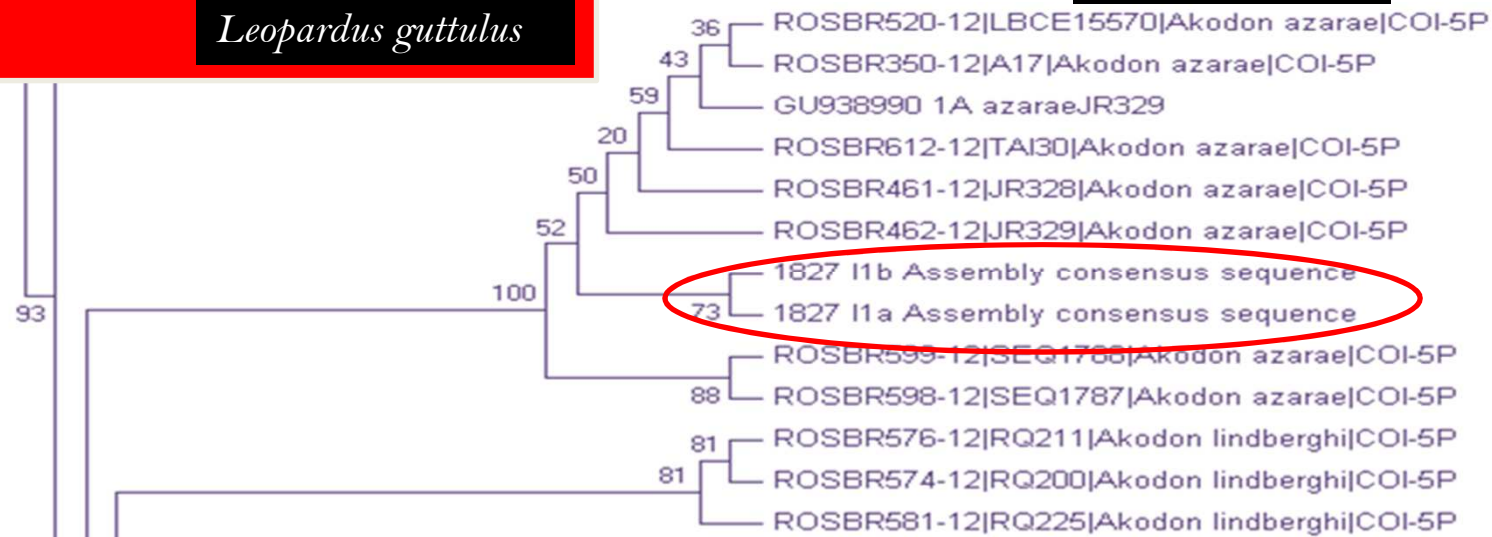 Leopardus guttulus
36
ROSBR520-12|LBCE15570|Akodon azarae|COI-5P
43
ROSBR350-12|A17|Akodon azarae|COI-5P
59
GU938990 1A azaraeJR329
20
ROSBR612-12|TAI30|Akodon azarae|COI-5P
50
ROSBR461-12|JR328|Akodon azarae|COI-5P
52
ROSBR462-12|JR329|Akodon azarae|COI-5P
1827 I1b Assembly consensus sequence
100
93
73
1827 I1a Assembly consensus sequence
ROSBR599-12|SEQ1788|Akodon azarae|COI-5P
88
ROSBR598-12|SEQ1787|Akodon azarae|COI-5P
81
ROSBR576-12|RQ211|Akodon lindberghi|COI-5P
81
ROSBR574-12|RQ200|Akodon lindberghi|COI-5P
ROSBR581-12|RQ225|Akodon lindberghi|COI-5P